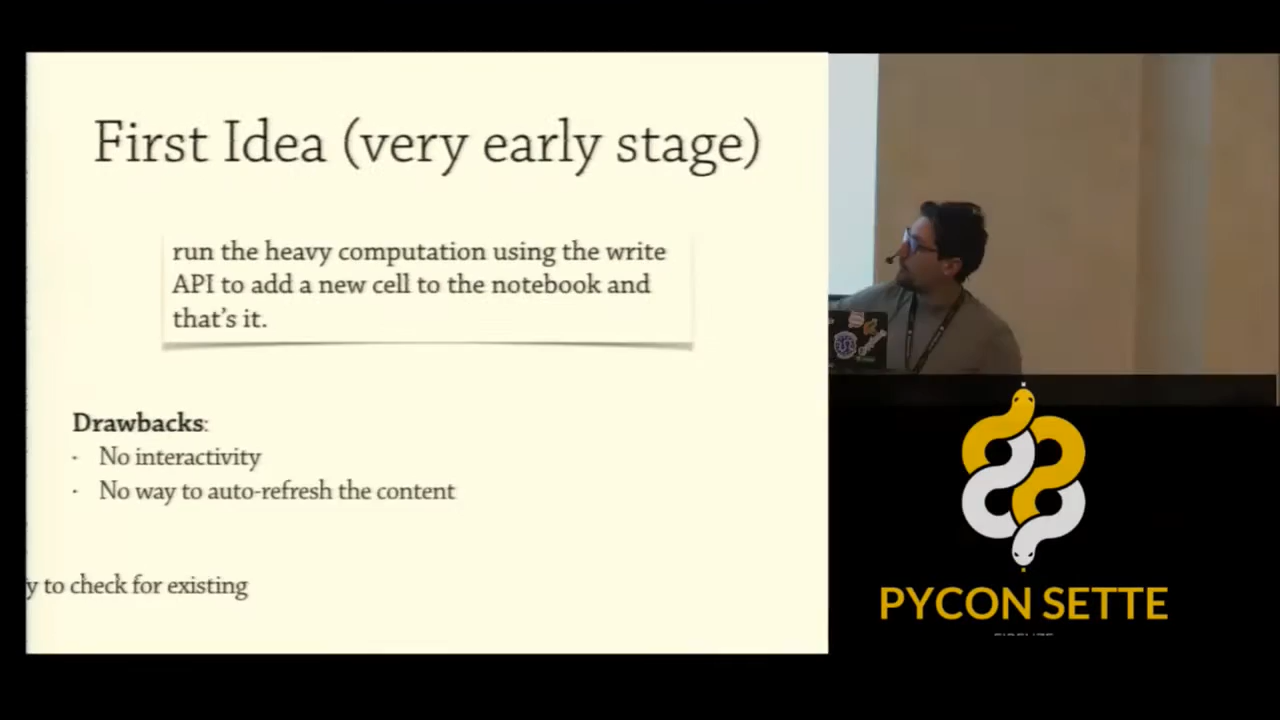 First Idea (very early stage)
run the heavy computation using the write
API to add a new cell to the notebook and
that's it.
Drawbacks:
· No interactivity
· No way to auto-refresh the content
y to check for existing
PYCON SETTE